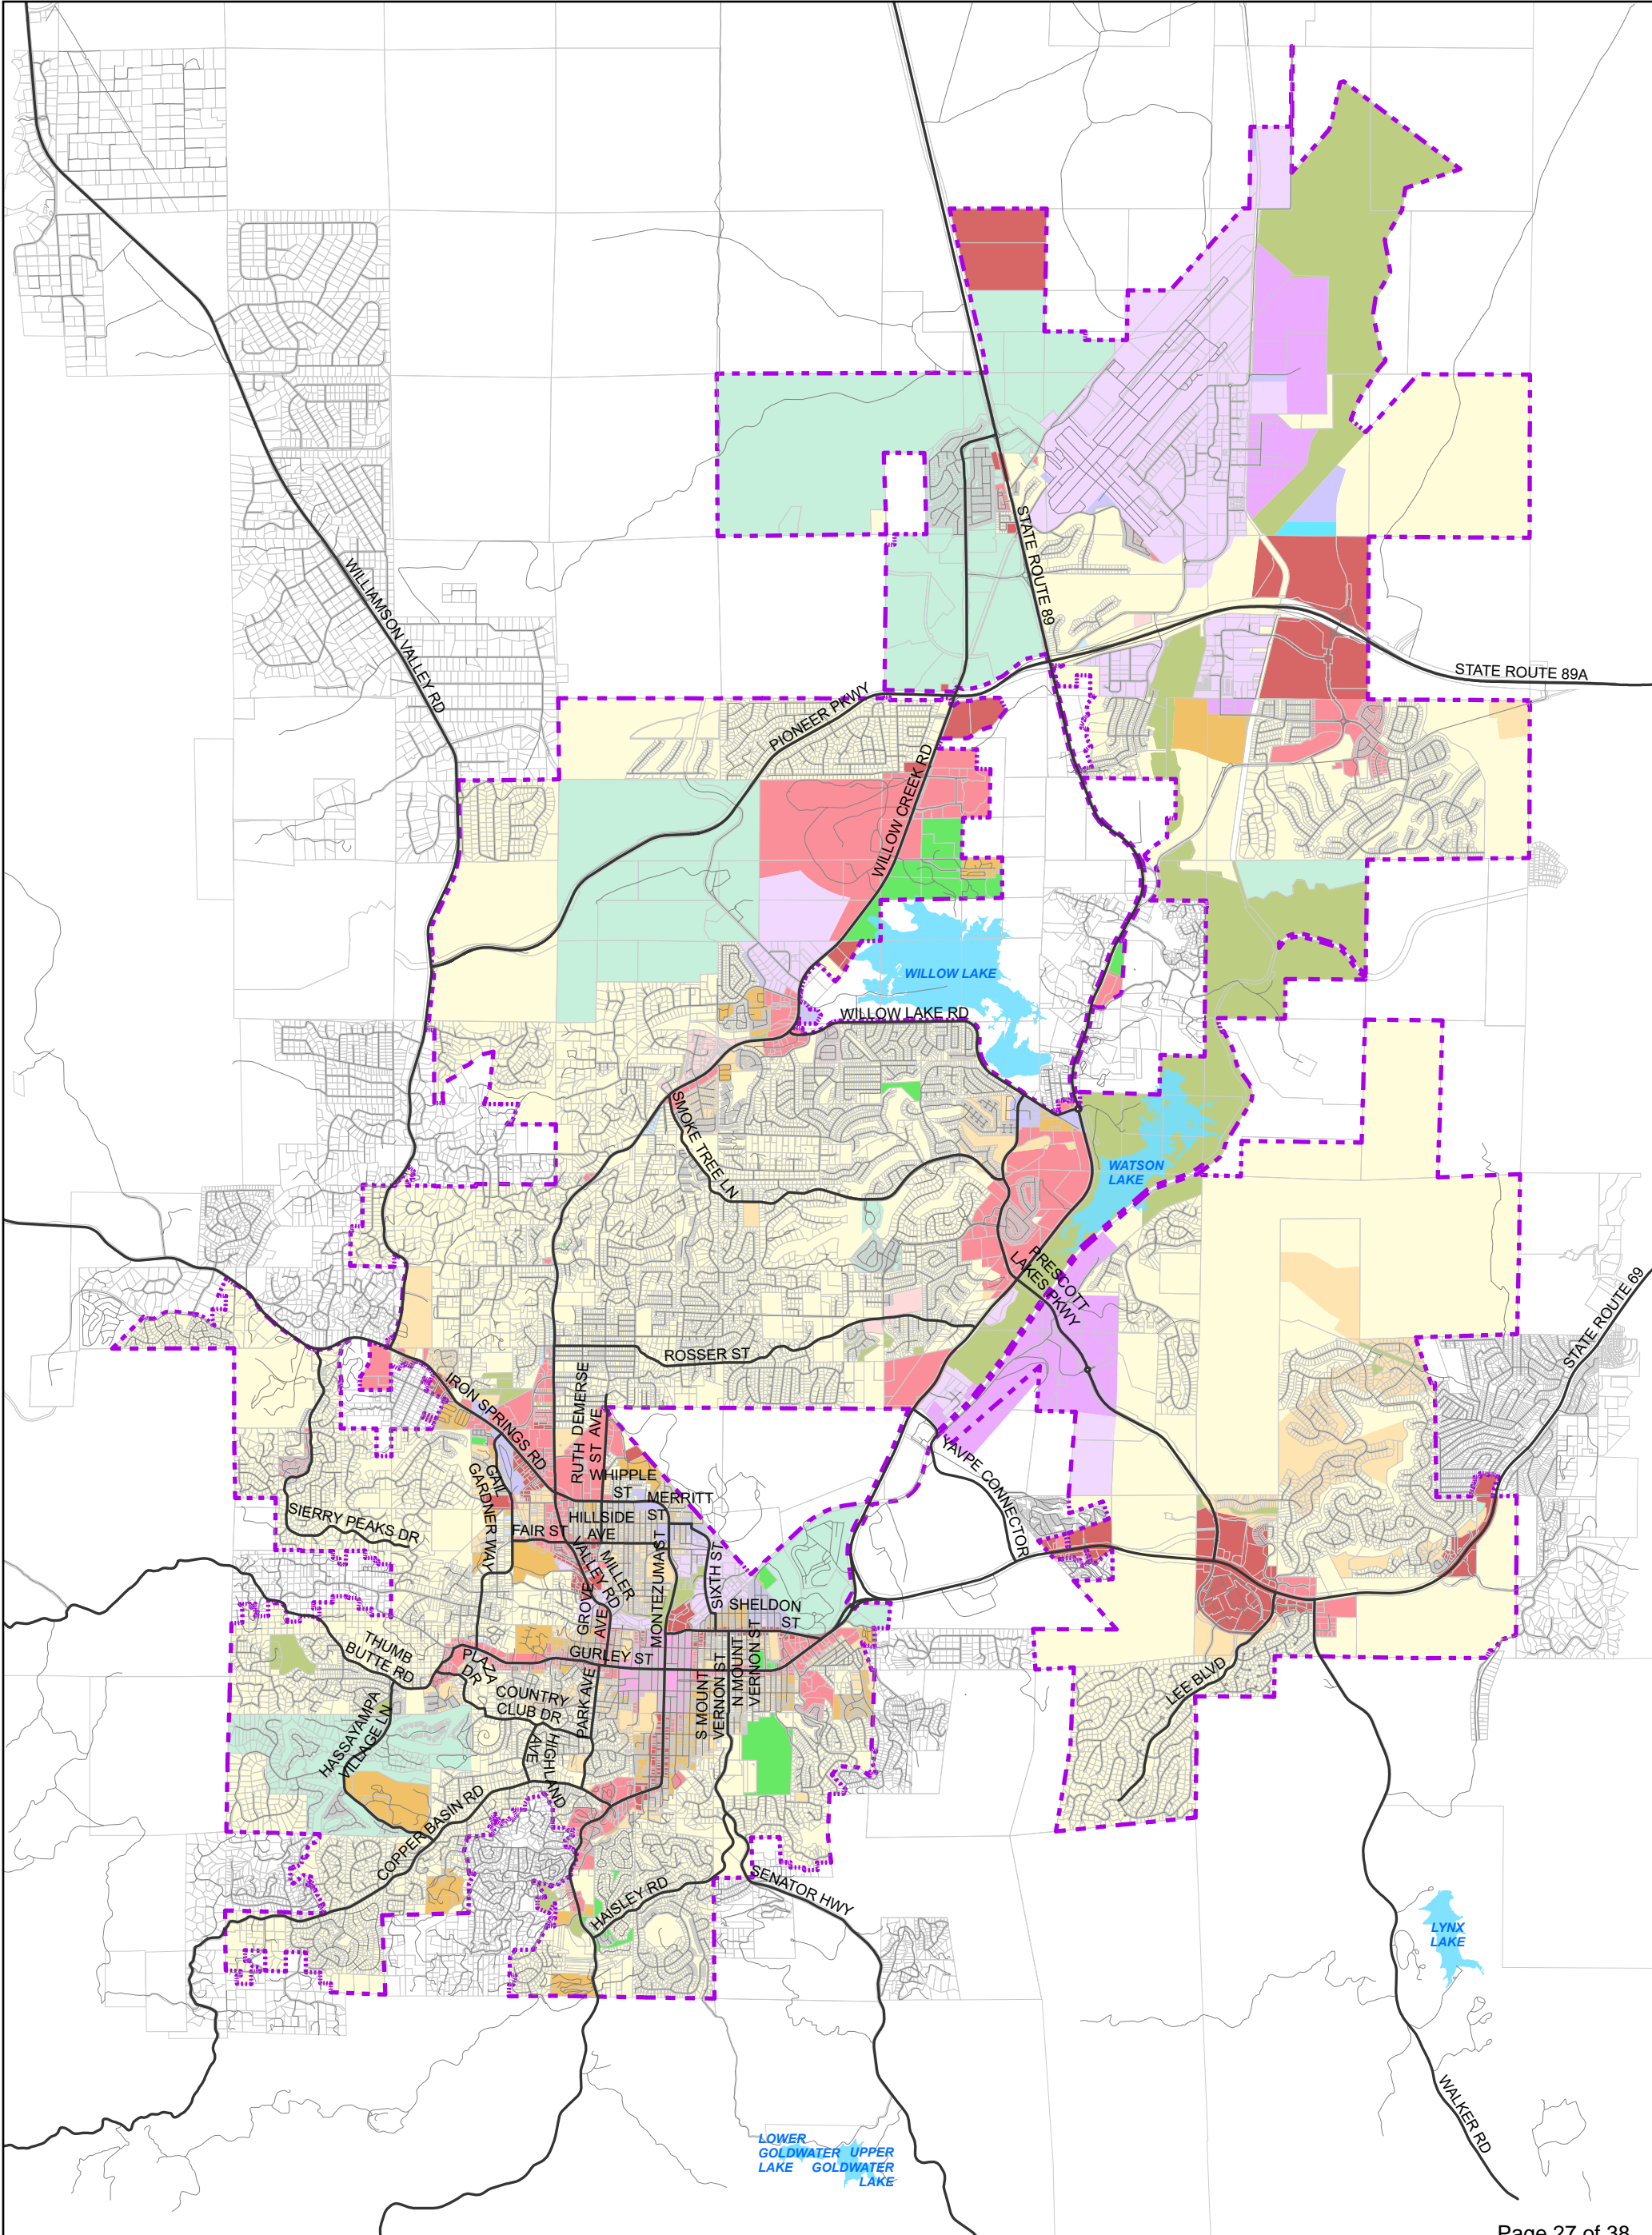 STATE ROUTE 89
WILLIAMSON VALLEY RD
STATE ROUTE 89A
PIONEER PKWY
WILLOW CREEK RD
WILLOW LAKE
WILLOW LAKE RD
SMOKE TREE LN
WATSON
LAKE
PRESCOTT
LAKES PKWY
STATE ROUTE 69
ROSSER ST
IRON SPRINGS RD
RUTH
ST
DEMERSE
AVE
YAVPE CONNECTOR
GAIL
GARDNER WAY
WHIPPLE
ST
MERRITT
ST
HILLSIDE
AVE
SIERRY PEAKS DR
FAIR ST
VALLEY RD
MILLER
MONTEZUMA ST
SIXTH ST
GROVE
AVE
SHELDON
ST
THUMB
BUTTE RD
PLAZA
DR
GURLEY ST
N MOUNT
VERNON ST
S MOUNT
VERNON ST
LEE BLVD
COUNTRY
CLUB DR
PARK AVE
HASSAYAMPA
VILLAGE LN
HIGHLAND
AVE
COPPER BASIN RD
HAISLEY RD
SENATOR HWY
LYNX
LAKE
WALKER RD
LOWER
GOLDWATER
LAKE
UPPER
GOLDWATER
LAKE
Page 27 of 38